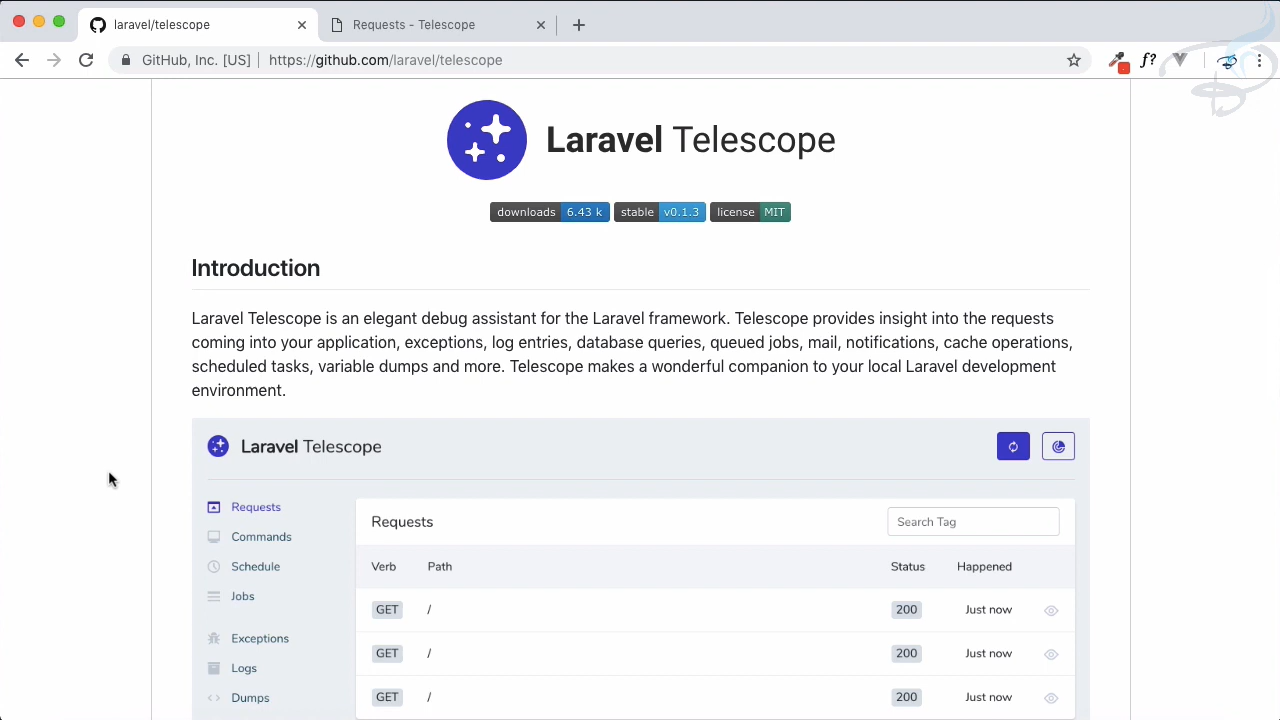 laravel/telescope
Requests - Telescope
GitHub, Inc. [US] https://github.com/laravel/telescope
f?
Laravel Telescope
downloads 6.43 k stable v0.1.3 license MIT
Introduction
Laravel Telescope is an elegant debug assistant for the Laravel framework. Telescope provides insight into the requests
coming into your application, exceptions, log entries, database queries, queued jobs, mail, notifications, cache operations,
scheduled tasks, variable dumps and more. Telescope makes a wonderful companion to your local Laravel development
environment.
Laravel Telescope
Requests
Commands
Schedule
Jobs
Exceptions
Logs
Dumps
Requests Search Tag
Verb Path Status Happened
GET / 200 Just now
GET / 200 Just now
GET / 200 Just now